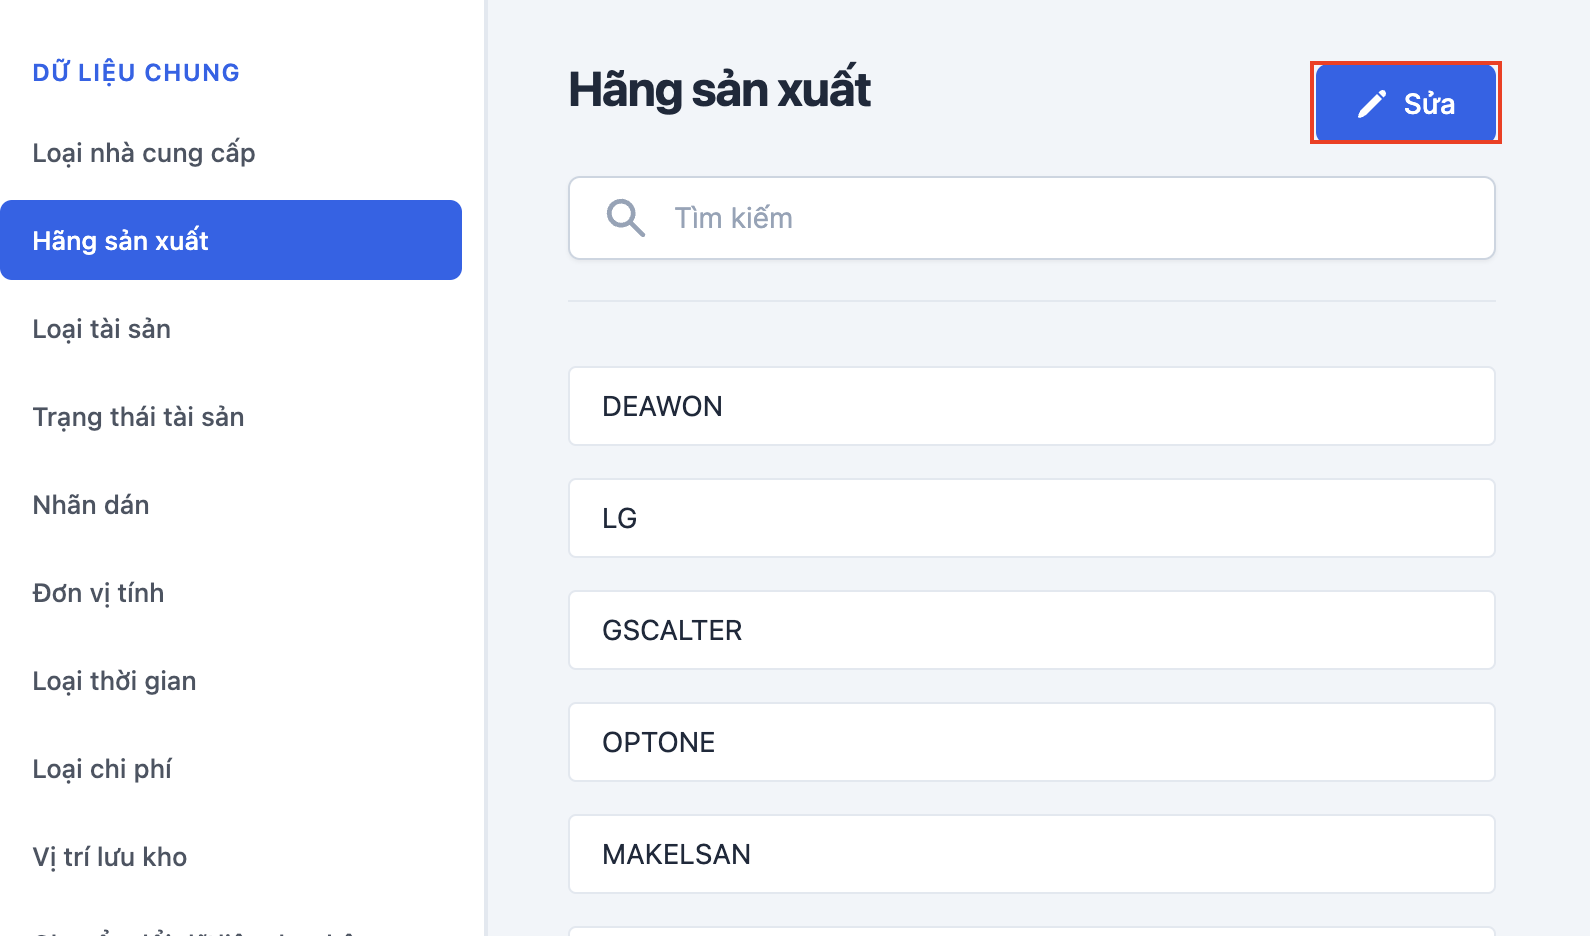 DỮ LIỆU CHUNG
Loại nhà cung cấp
Hãng sản xuất
Loại tài sản
Trạng thái tài sản
Nhãn dán
Đơn vị tính
Loại thời gian
Loại chi phí
Vị trí lưu kho
Hãng sản xuất
Sửa
Tìm kiếm
DEAWON
LG
GSCALTER
OPTONE
MAKELSAN